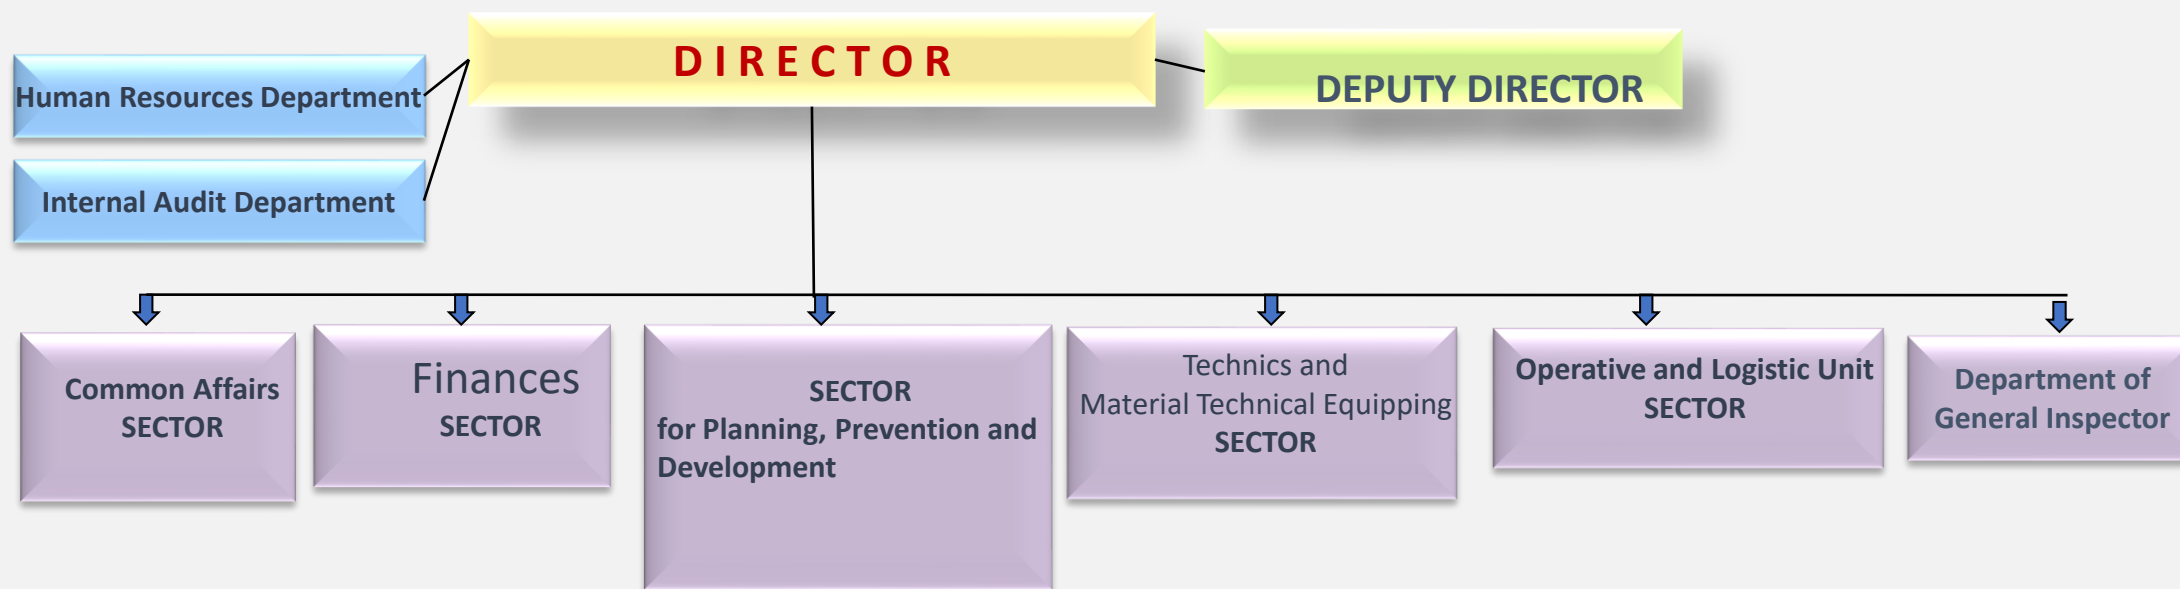 D I R E C T O R
DEPUTY DIRECTOR
Human Resources Department
Internal Audit Department
Common Affairs
SECTOR
Finances
SECTOR
SECTOR
for Planning, Prevention and
Development
Technics and
Material Technical Equipping
SECTOR
Operative and Logistic Unit
SECTOR
Department of
General Inspector